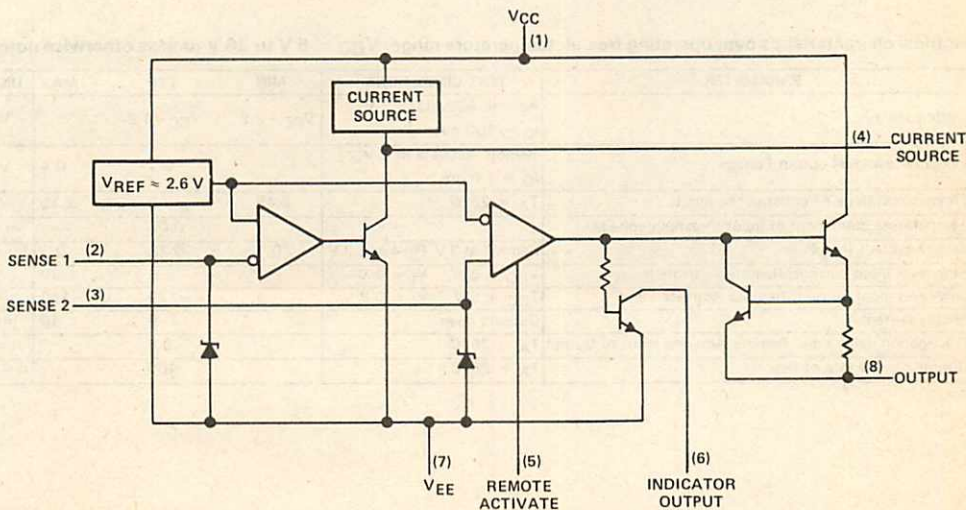 VCC
(1)
CURRENT
SOURCE
(4)
CURRENT
SOURCE
VREF ≈ 2.6 V
SENSE 1
(2)
SENSE 2
(3)
(8)
OUTPUT
(7)
VEE
(5)
REMOTE
ACTIVATE
(6)
INDICATOR
OUTPUT